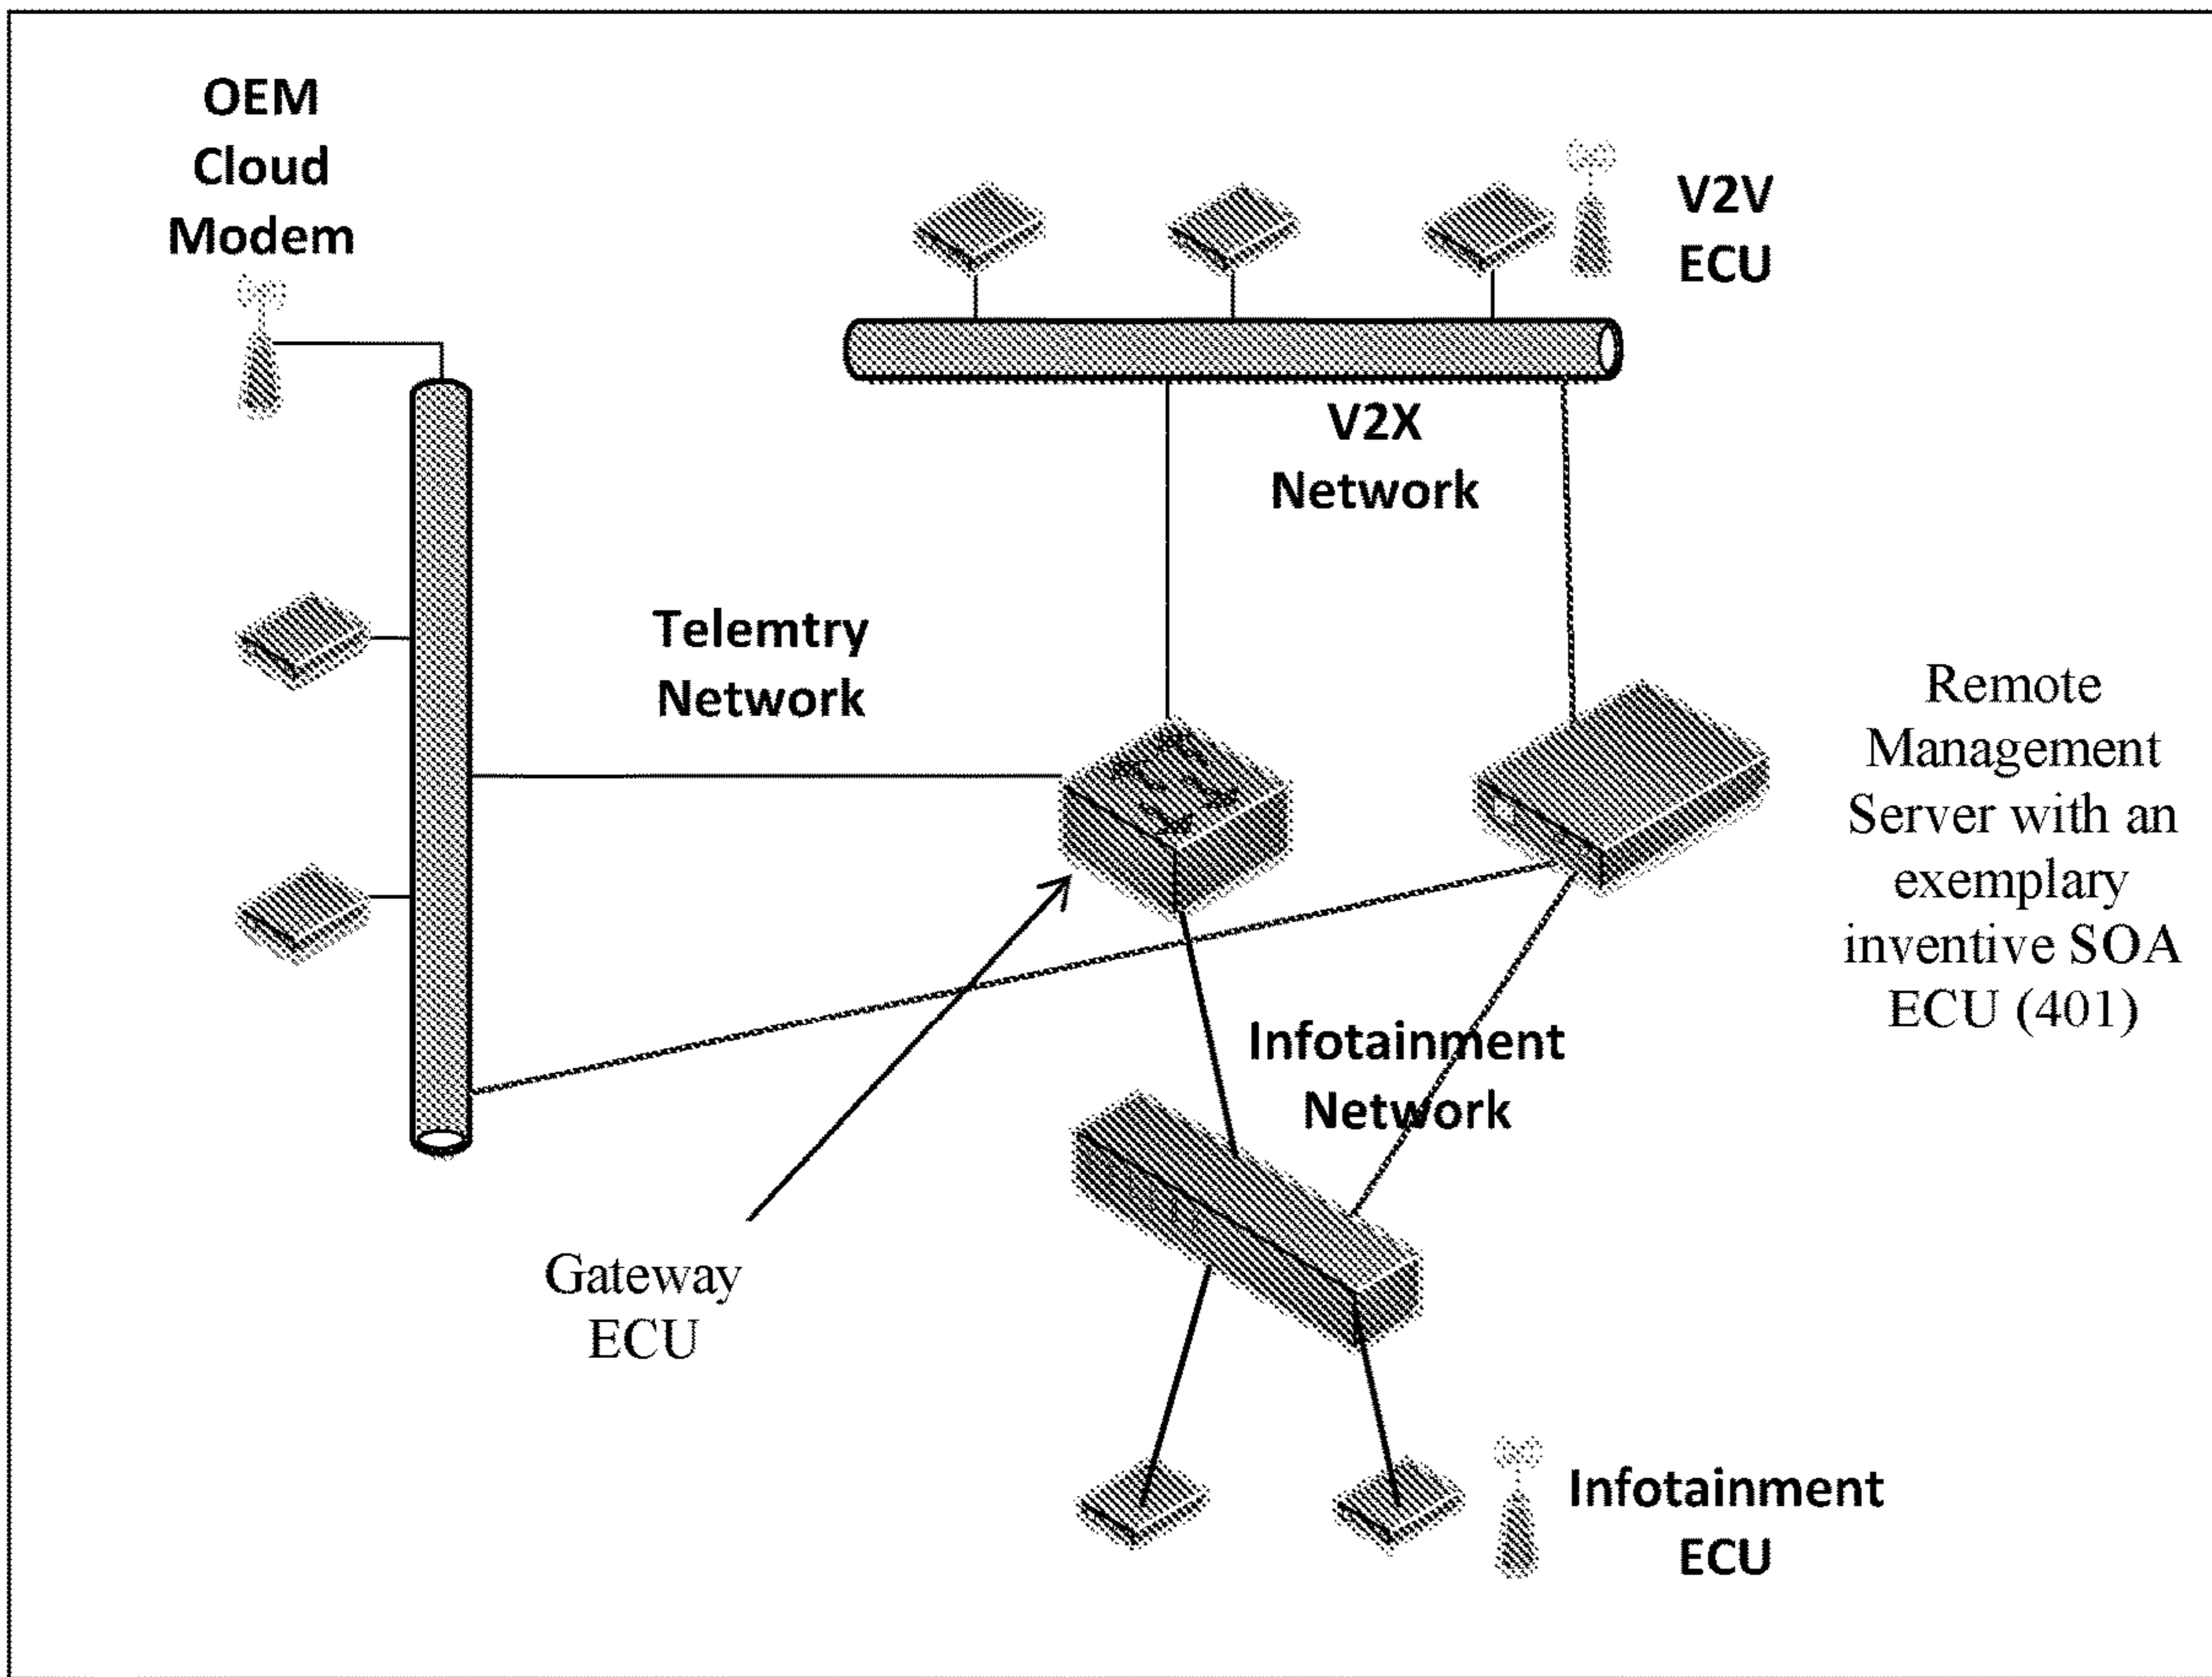 OEM
Cloud
Modem
V2V
ECU
V2X
Network
Telemtry
Network
Remote
Management
Server with an
exemplary
inventive SOA
ECU (401)
Infotainment
Network
Gateway
ECU
Infotainment
ECU